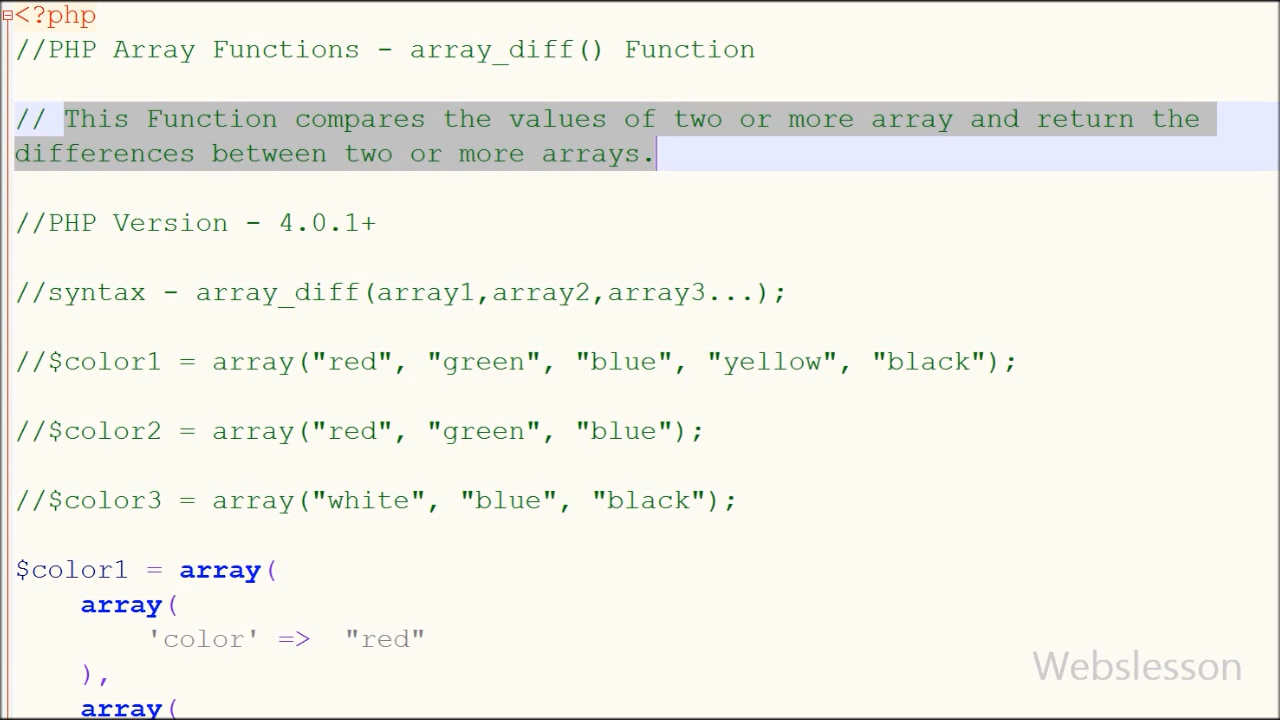 <?php
//PHP Array Functions - array_diff() Function
// This Function compares the values of two or more array and return the
differences between two or more arrays.
//PHP Version - 4.0.1+
//syntax - array_diff(array1,array2,array3...);
//$color1 = array("red", "green", "blue", "yellow", "black");
//$color2 = array("red", "green", "blue");
//$color3 = array("white", "blue", "black");
$color1 = array(
array(
'color' =>  "red"
),
array(
Webslesson